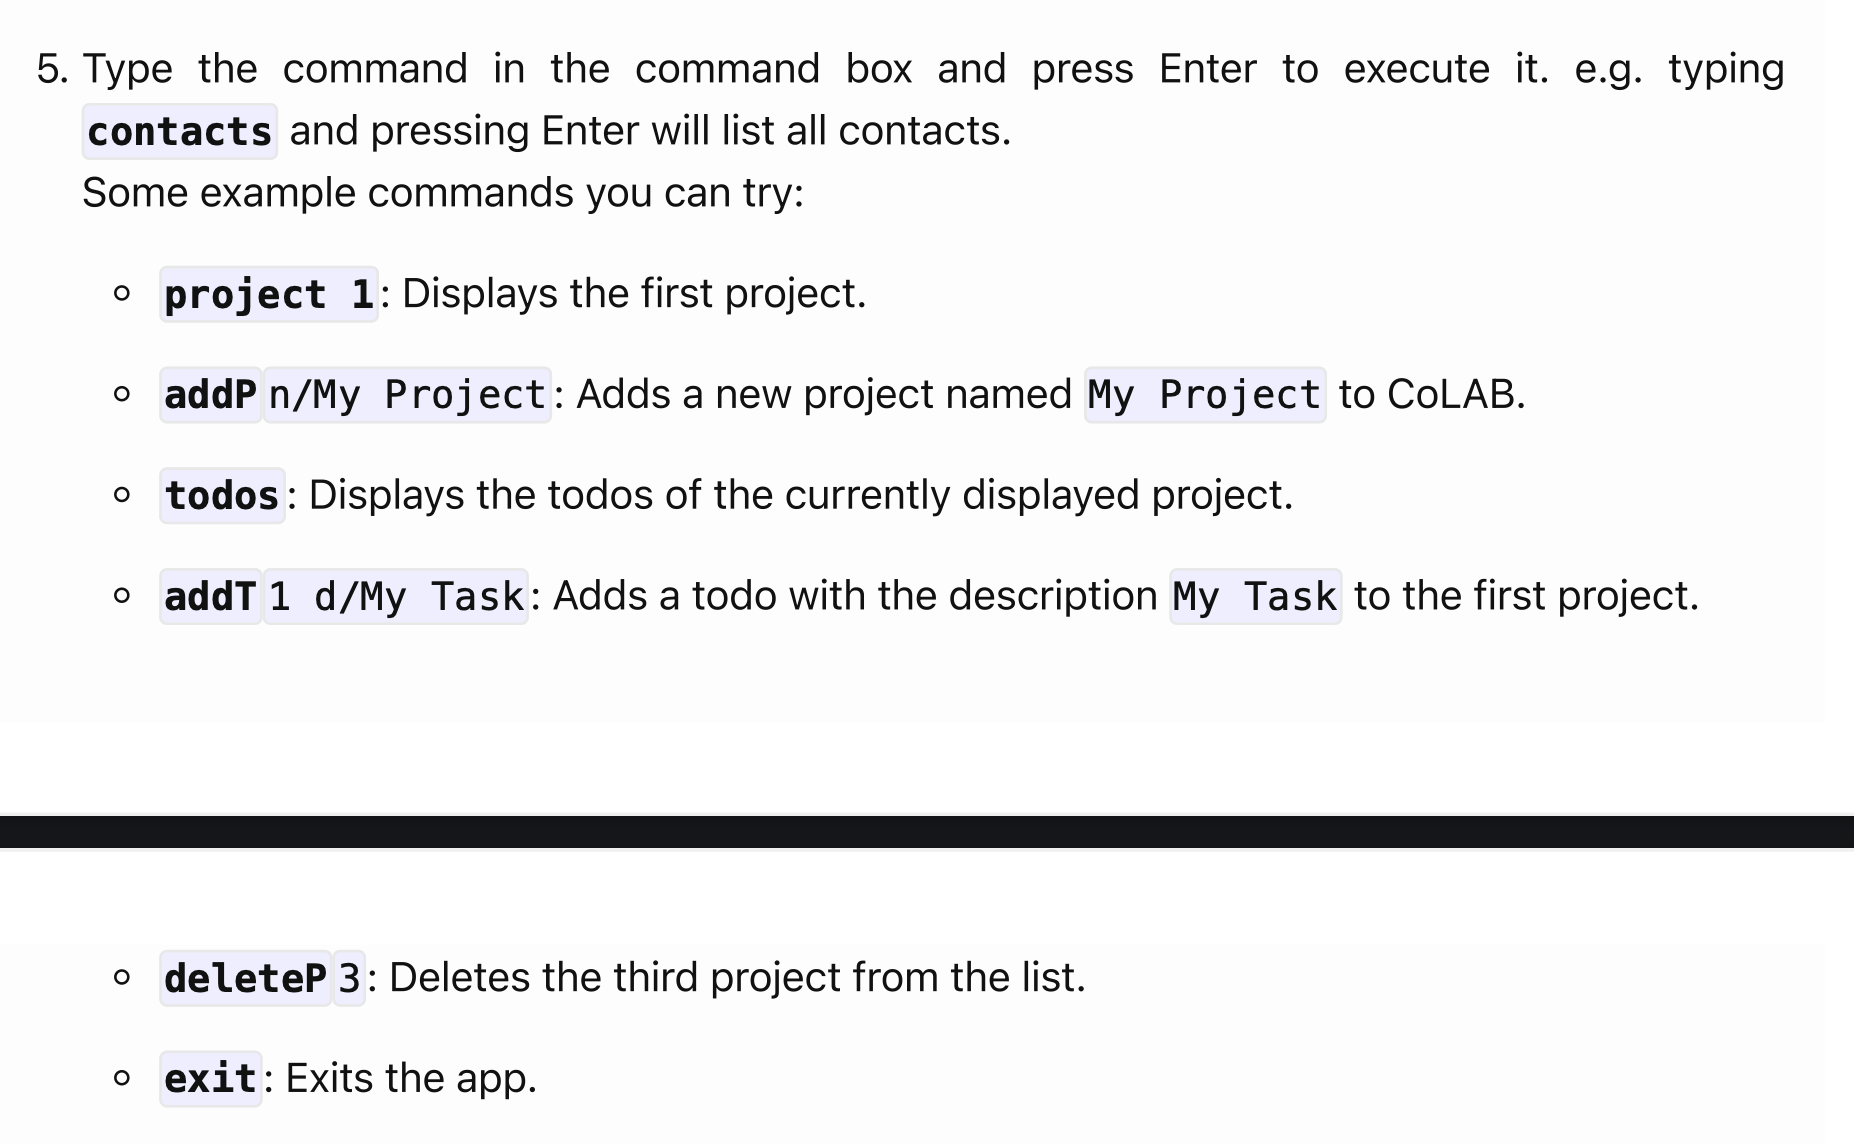 5. Type the command in the command box and press Enter to execute it. e.g. typing
contacts and pressing Enter will list all contacts.
Some example commands you can try:
project 1: Displays the first project.
addP n/My Project: Adds a new project named My Project to CoLAB.
todos: Displays the todos of the currently displayed project.
addT 1 d/My Task: Adds a todo with the description My Task to the first project.
deleteP 3: Deletes the third project from the list.
exit: Exits the app.